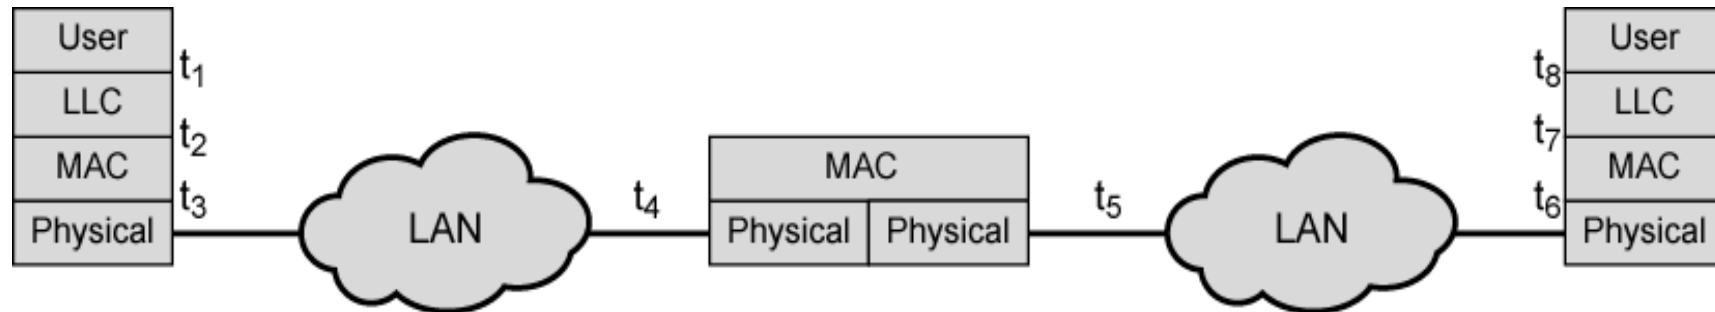 User
LLC
MAC
Physical
t1
t2
t3
LAN
t4
MAC
Physical Physical
t5
LAN
t8
t7
t6
User
LLC
MAC
Physical